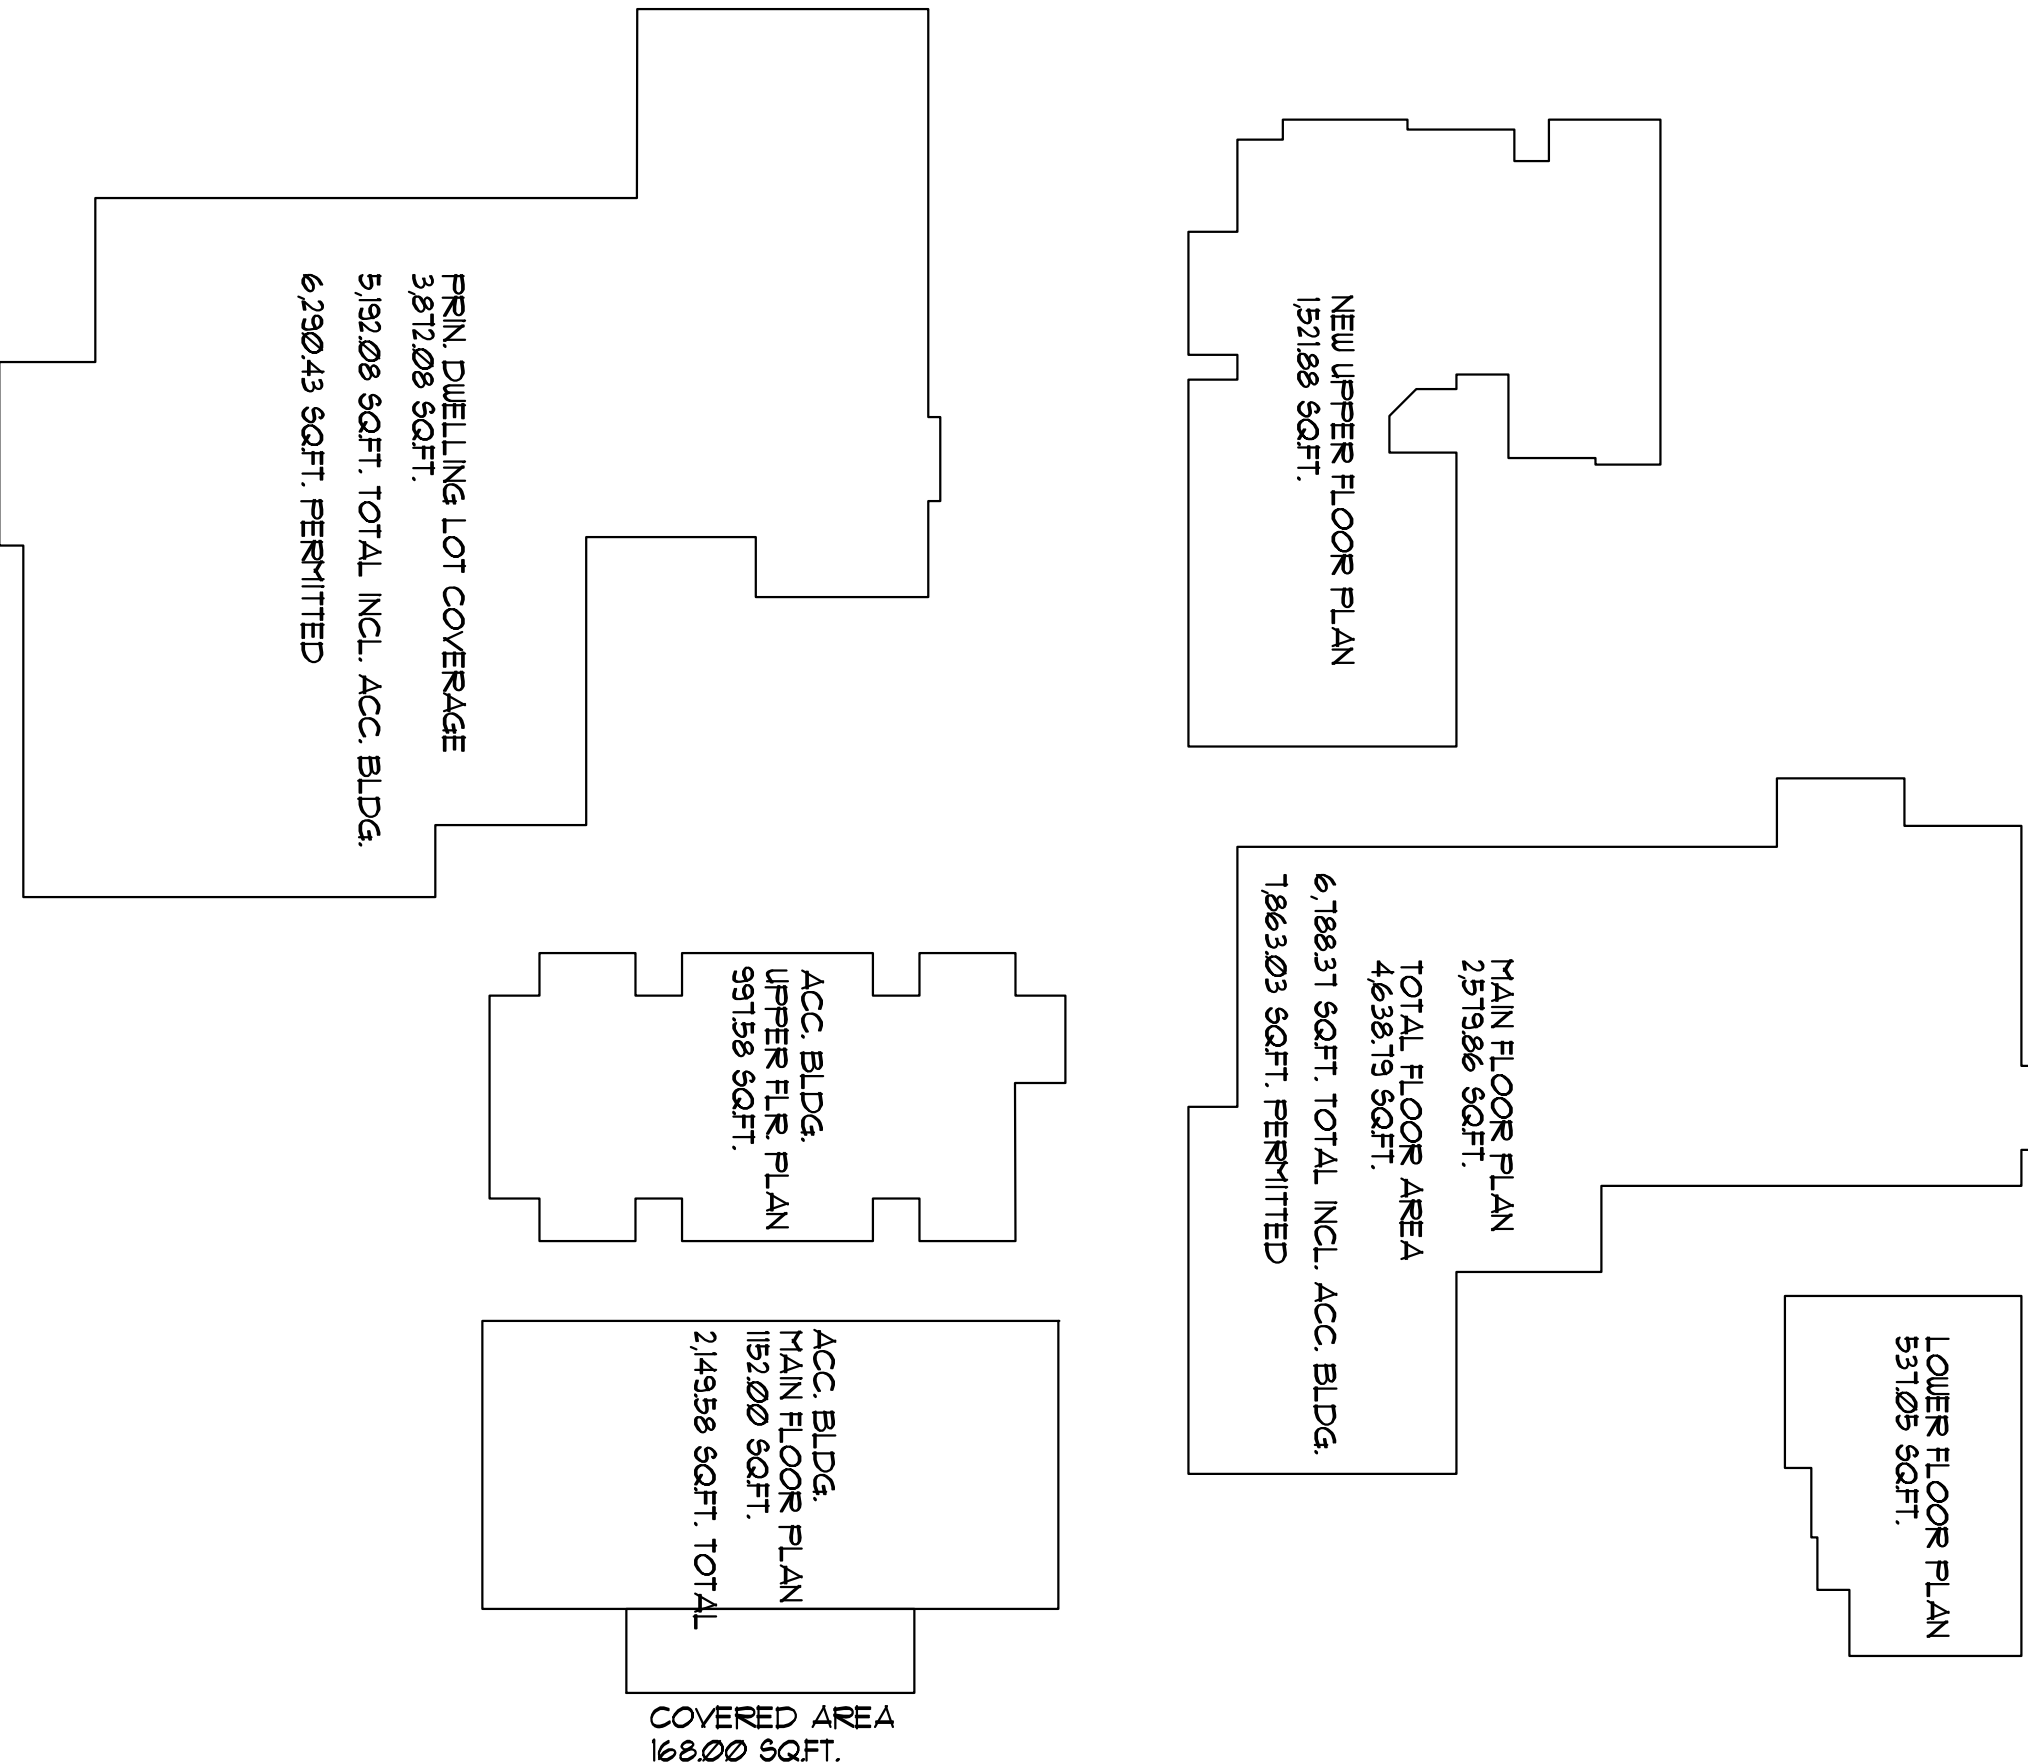 PRIN. DWELLING LOT COVERAGE
3,872.08 SQ.FT.
5,192.08 SQ.FT. TOTAL INCL. ACC. BLDG.
6,290.43 SQ.FT. PERMITTED
NEW UPPER FLOOR PLAN
1,521.88 SQ.FT.
ACC. BLDG.
UPPER FLR. PLAN
997.58 SQ.FT.
MAIN FLOOR PLAN
2,579.86 SQ.FT.
TOTAL FLOOR AREA
4,638.79 SQ.FT.
6,788.37 SQ.FT. TOTAL INCL. ACC. BLDG.
7,863.03 SQ.FT. PERMITTED
ACC. BLDG.
MAIN FLOOR PLAN
1152.00 SQ.FT.
2,149.58 SQ.FT. TOTAL
LOWER FLOOR PLAN
537.05 SQ.FT.
COVERED AREA
168.00 SQ.FT.